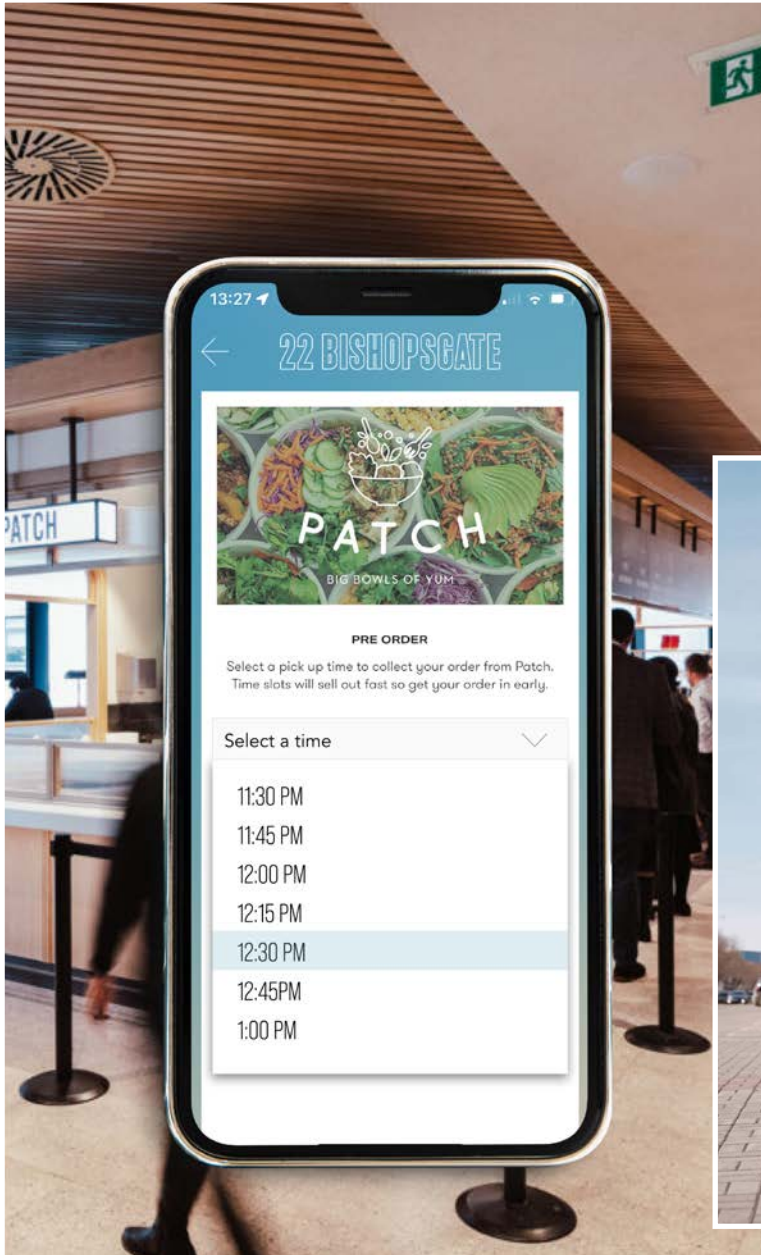 13:27
22 BISHOPSGATE
PATCH
BIG BOWLS OF YUM
PATCH
PRE ORDER
Select a pick up time to collect your order from Patch.
Time slots will sell out fast so get your order in early.
Select a time
11:30 PM
11:45 PM
12:00 PM
12:15 PM
12:30 PM
12:45PM
1:00 PM